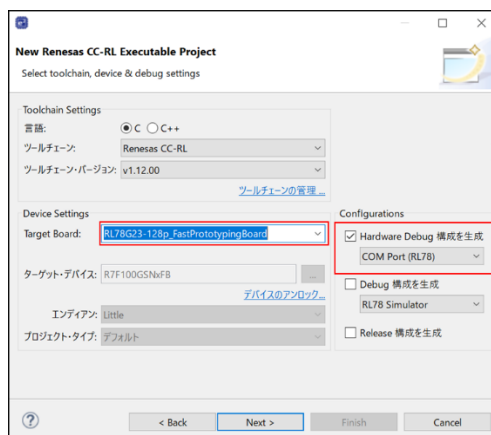 New Renesas CC-RL Executable Project
Select toolchain, device & debug settings
Toolchain Settings
言語: C C++
ツールチェーン: Renesas CC-RL
ツールチェーン・バージョン: v1.12.00
ツールチェーンの管理 ...
Device Settings
Target Board: RL78G23-128p_FastPrototypingBoard
ターゲット・デバイス: R7F100GSNxFB ...
デバイスのアンロック...
エンディアン: Little
プロジェクト・タイプ: デフォルト
Configurations
Hardware Debug 構成を生成
COM Port (RL78)
Debug 構成を生成
RL78 Simulator
Release 構成を生成
? < Back Next > Finish Cancel